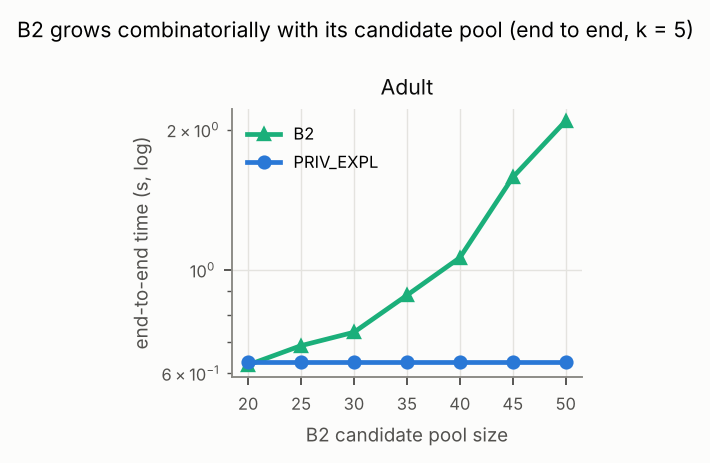 B2 grows combinatorially with its candidate pool (end to end, k = 5)
Adult
B2
PRIV_EXPL
end-to-end time (s, log)
2 × 10⁰
10⁰
6 × 10⁻¹
20 25 30 35 40 45 50
B2 candidate pool size